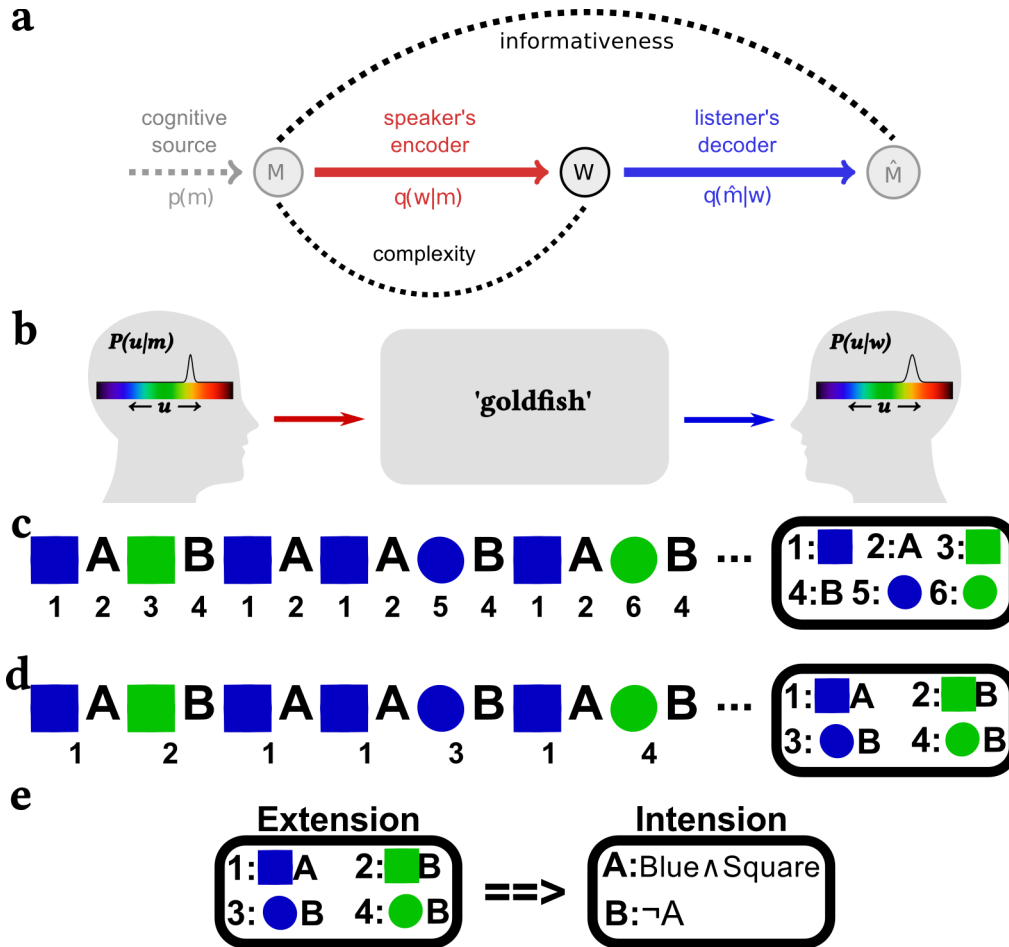 a
informativeness
cognitive source
speaker's encoder
listener's decoder
M
W
M̂
p(m)
q(w|m)
q(m̂|w)
complexity
b
P(u|m)
← u →
'goldfish'
P(u|w)
← u →
c
A B A A B A B ...
1 2 3 4 1 2 1 2 5 4 1 2 6 4
1: 2:A 3:
4:B 5: 6:
d
A B A A B A B ...
1 2 1 1 3 1 4
1: A 2: B
3: B 4: B
e
Extension
1: A 2: B
3: B 4: B
==>
Intension
A:Blue∧Square
B:¬A